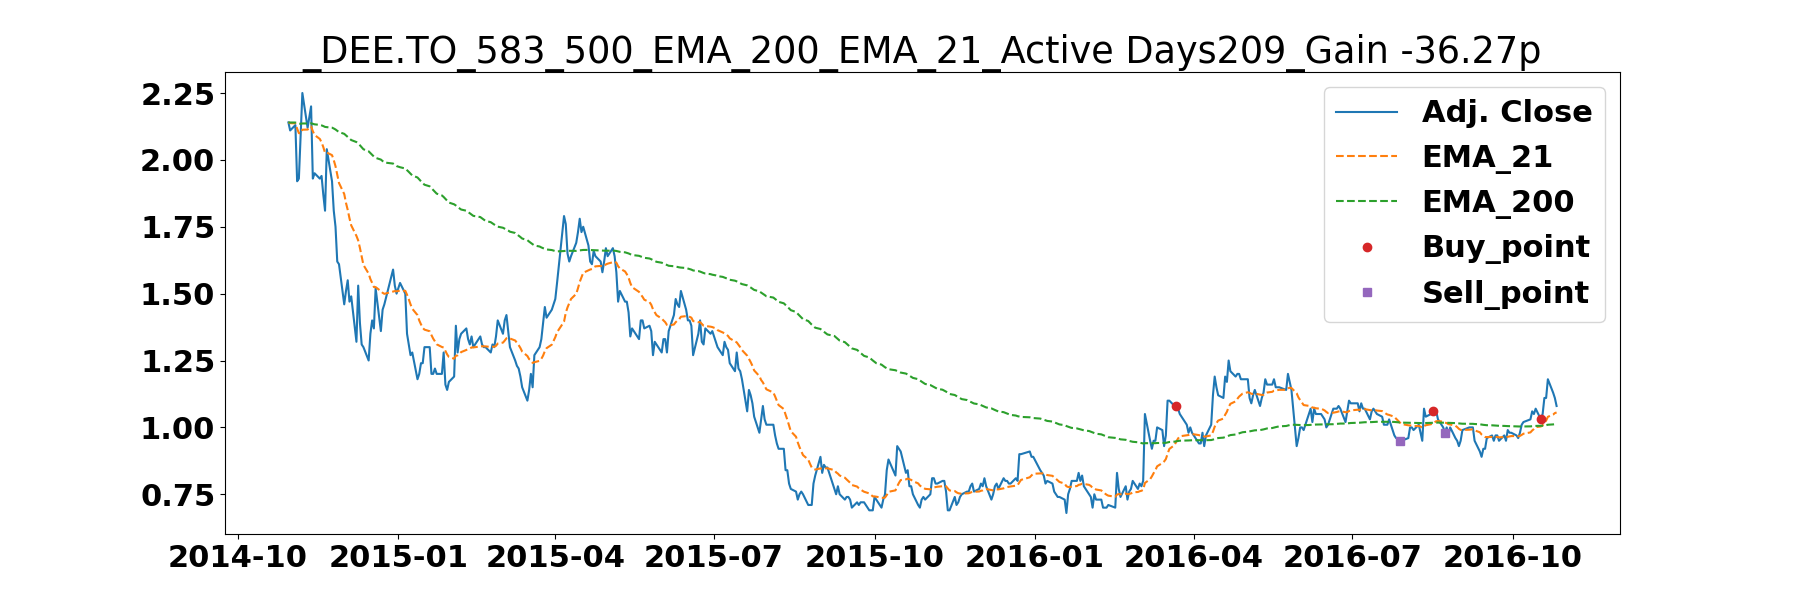 _DEE.TO_583_500_EMA_200_EMA_21_Active Days209_Gain -36.27p
2.25
2.00
1.75
1.50
1.25
1.00
0.75
Adj. Close
EMA_21
EMA_200
Buy_point
Sell_point
2014-10 2015-01 2015-04 2015-07 2015-10 2016-01 2016-04 2016-07 2016-10